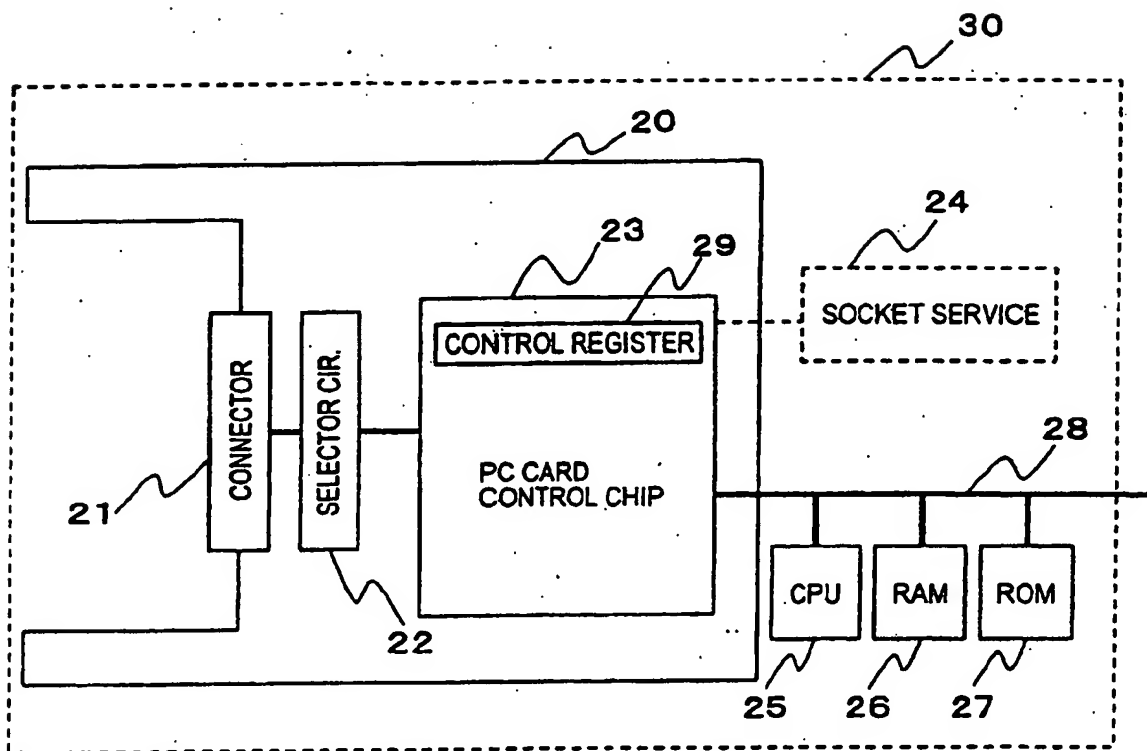 30
20
24
23
29
SOCKET SERVICE
CONTROL REGISTER
CONNECTOR
SELECTOR CIR.
28
PC CARD
CONTROL CHIP
21
CPU
RAM
ROM
22
25
26
27